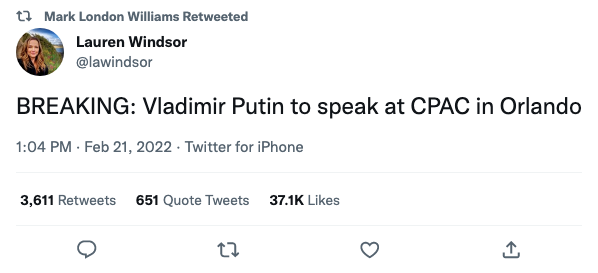 Mark London Williams Retweeted
Lauren Windsor
@lawindsor
BREAKING: Vladimir Putin to speak at CPAC in Orlando
1:04 PM · Feb 21, 2022 · Twitter for iPhone
3,611 Retweets 651 Quote Tweets 37.1K Likes